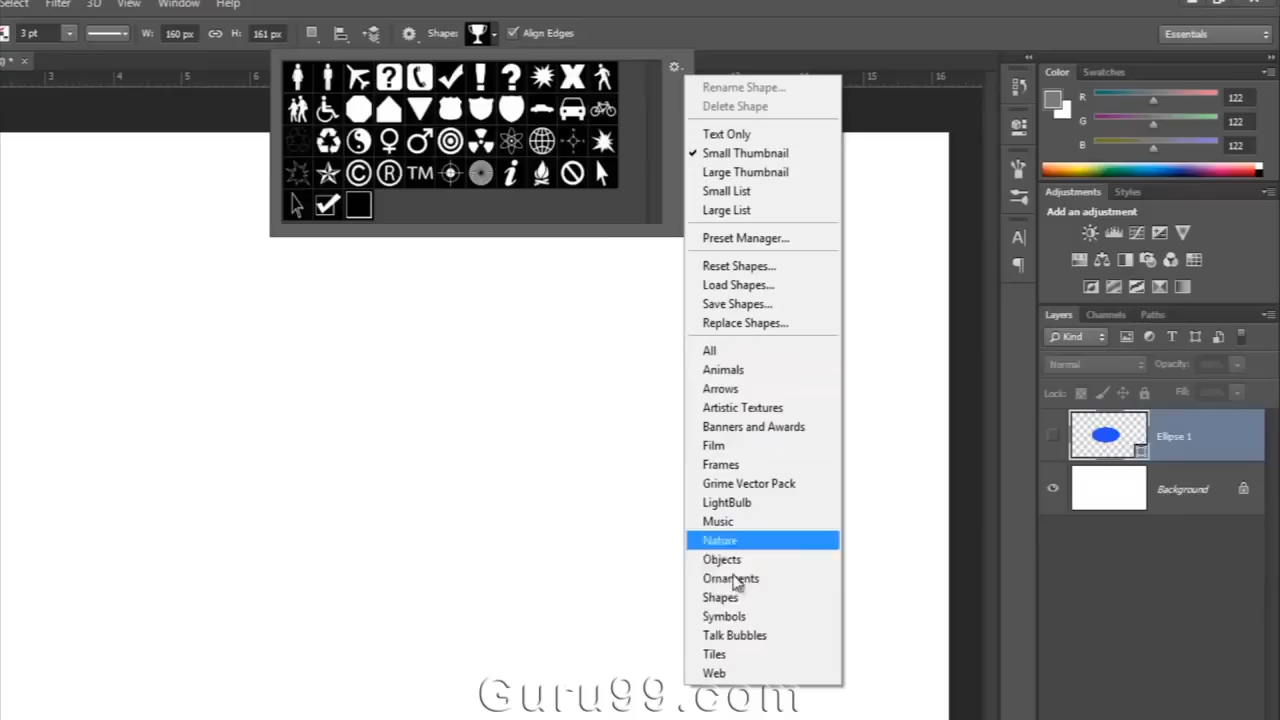 Select Filter 3D View Window Help
3 pt W: 160 px H: 161 px Shape: Align Edges Essentials
3 4 5 6 15 16
Color Swatches
R 122
G 122
B 122
Adjustments Styles
Add an adjustment
Layers Channels Paths
Kind
Normal Opacity:
Lock: Fill:
Ellipse 1
Background
TM
Rename Shape...
Delete Shape
Text Only
Small Thumbnail
Large Thumbnail
Small List
Large List
Preset Manager...
Reset Shapes...
Load Shapes...
Save Shapes...
Replace Shapes...
All
Animals
Arrows
Artistic Textures
Banners and Awards
Film
Frames
Grime Vector Pack
LightBulb
Music
Nature
Objects
Ornaments
Shapes
Symbols
Talk Bubbles
Tiles
Web
Guru99.com